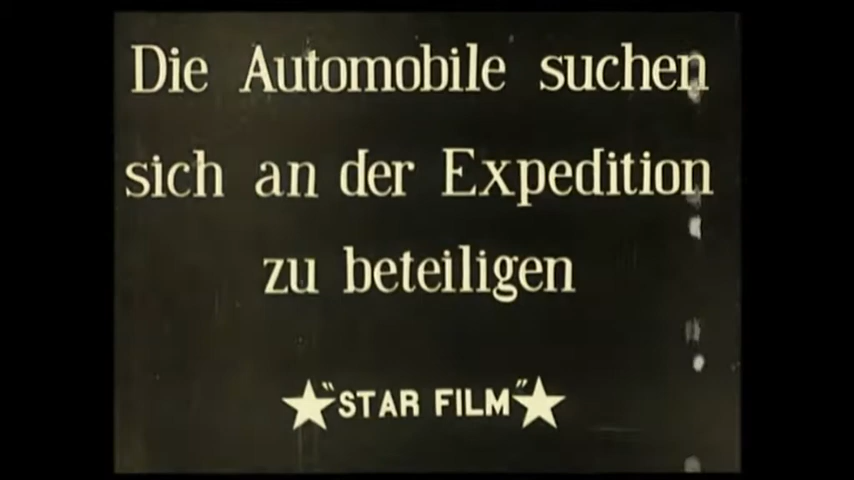 Die Automobile suchen
sich an der Expedition
zu beteiligen
"STAR FILM"